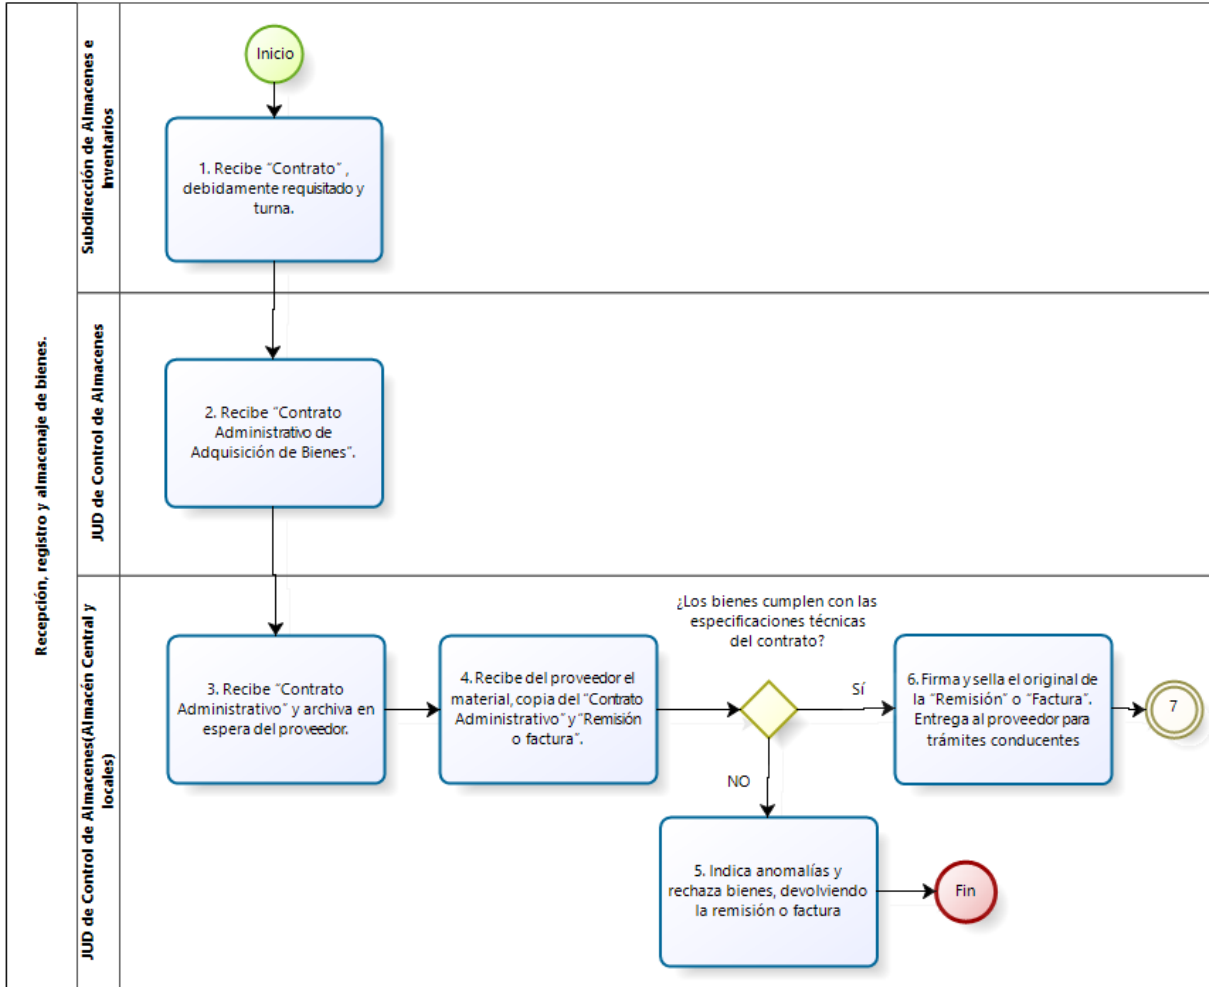 Recepción, registro y almacenaje de bienes.
Subdirección de Almacenes e
Inventarios
Inicio
1. Recibe “Contrato” ,
debidamente requisitado y
turna.
JUD de Control de Almacenes
2. Recibe “Contrato
Administrativo de
Adquisición de Bienes”.
JUD de Control de Almacenes(Almacén Central y
locales)
3. Recibe “Contrato
Administrativo” y archiva en
espera del proveedor.
4. Recibe del proveedor el
material, copia del “Contrato
Administrativo” y “Remisión
o factura”.
¿Los bienes cumplen con las
especificaciones técnicas
del contrato?
Sí
6. Firma y sella el original de
la “Remisión” o “Factura”.
Entrega al proveedor para
trámites conducentes
7
NO
5. Indica anomalías y
rechaza bienes, devolviendo
la remisión o factura
Fin